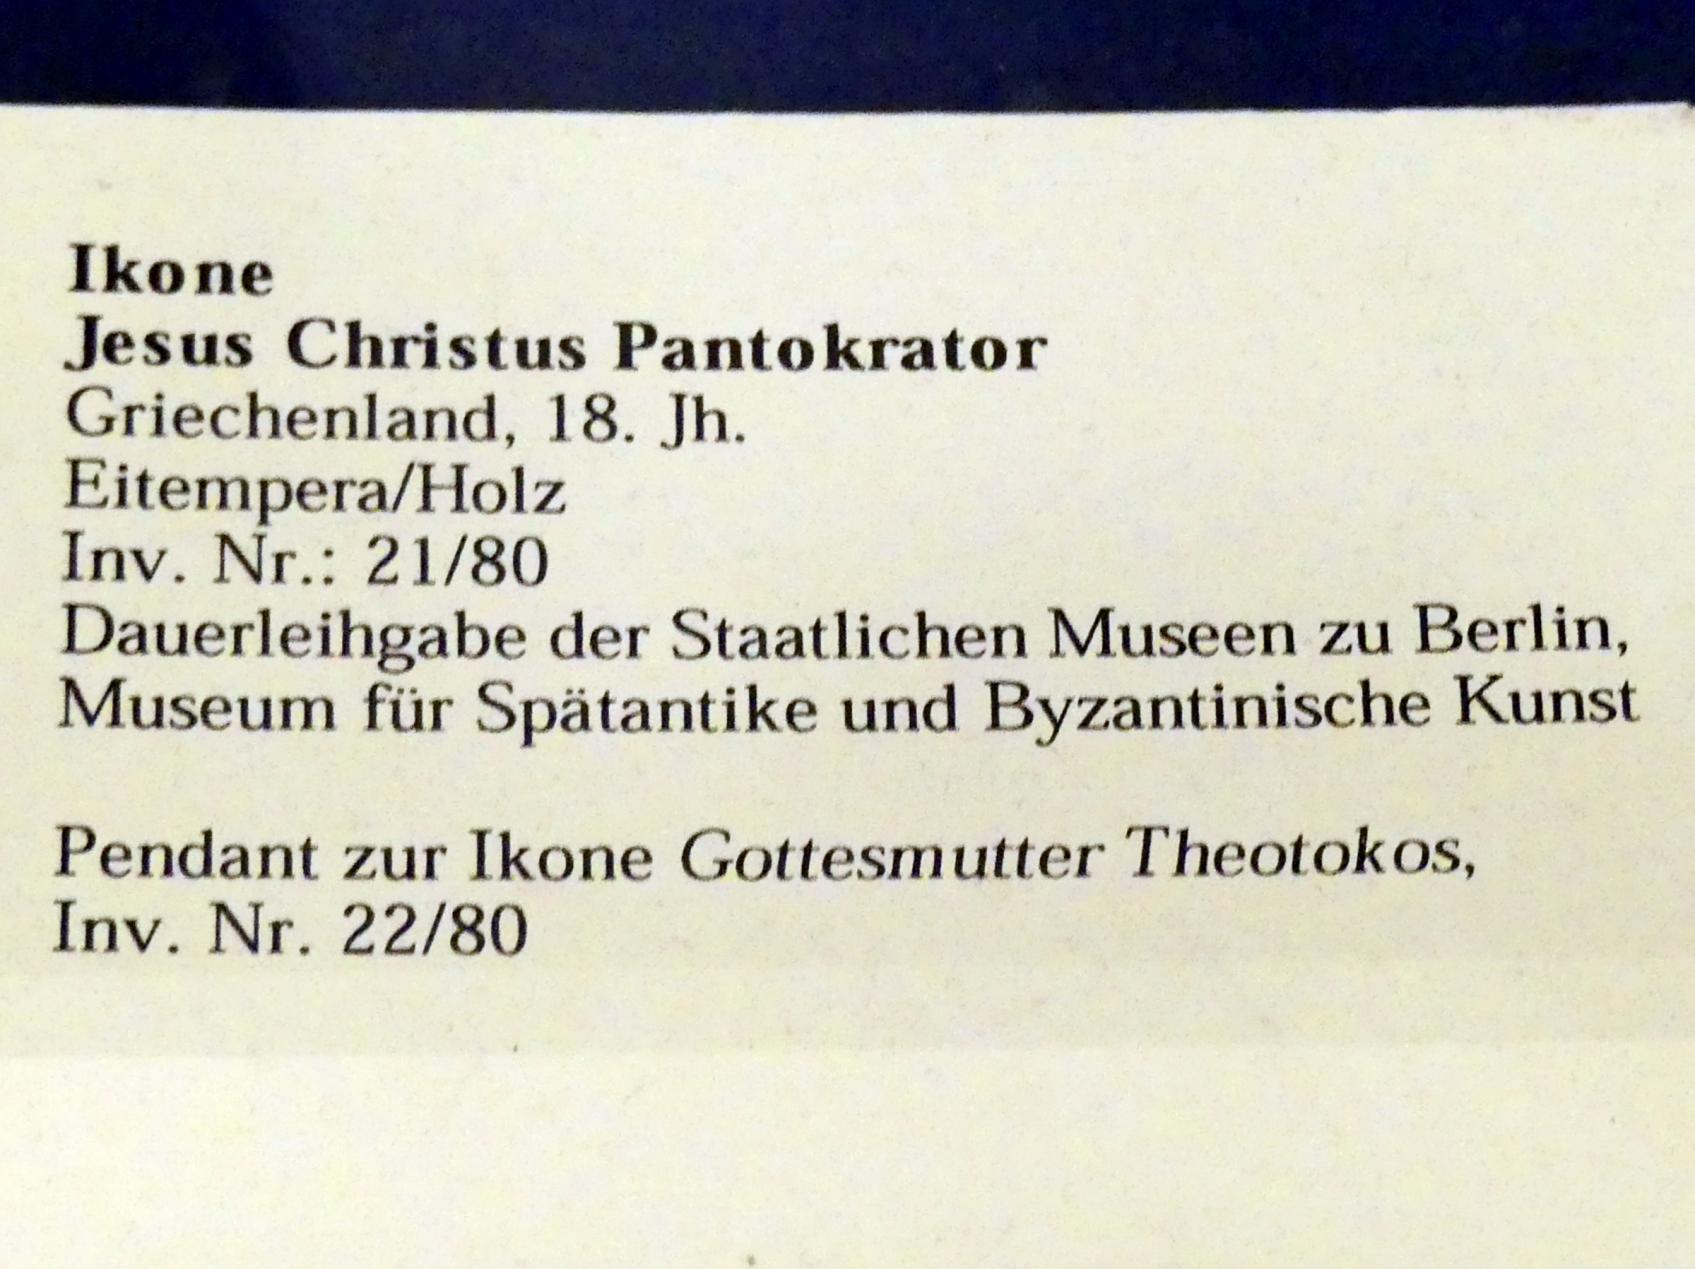 Ikone
Jesus Christus Pantokrator
Griechenland, 18. Jh.
Eitempera/Holz
Inv. Nr.: 21/80
Dauerleihgabe der Staatlichen Museen zu Berlin,
Museum für Spätantike und Byzantinische Kunst
Pendant zur Ikone Gottesmutter Theotokos,
Inv. Nr. 22/80